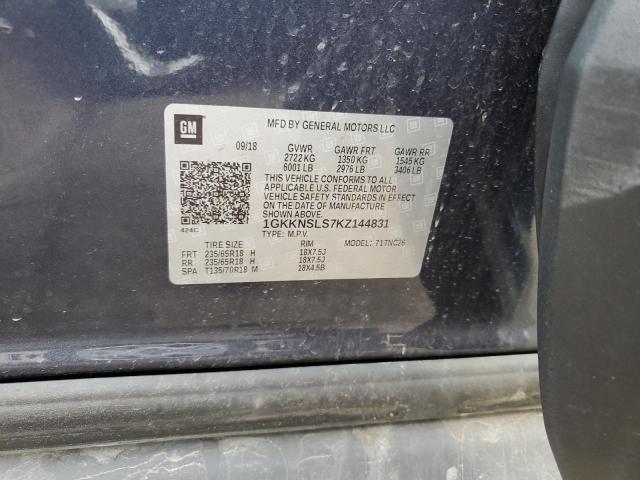 GM
MFD BY GENERAL MOTORS LLC
09/18 GVWR GAWR FRT GAWR RR
2722 KG 1350 KG 1545 KG
6001 LB 2976 LB 3406 LB
THIS VEHICLE CONFORMS TO ALL
APPLICABLE U.S. FEDERAL MOTOR
VEHICLE SAFETY STANDARDS IN
EFFECT ON THE DATE OF MANUFACTURE
SHOWN ABOVE.
1GKKNSLS7KZ144831
424C TYPE: M.P.V.
TIRE SIZE RIM MODEL: 717NC26
FRT 235/65R18 H 18X7.5J
RR 235/65R18 H 18X7.5J
SPA T135/70R18 M 18X4.5B